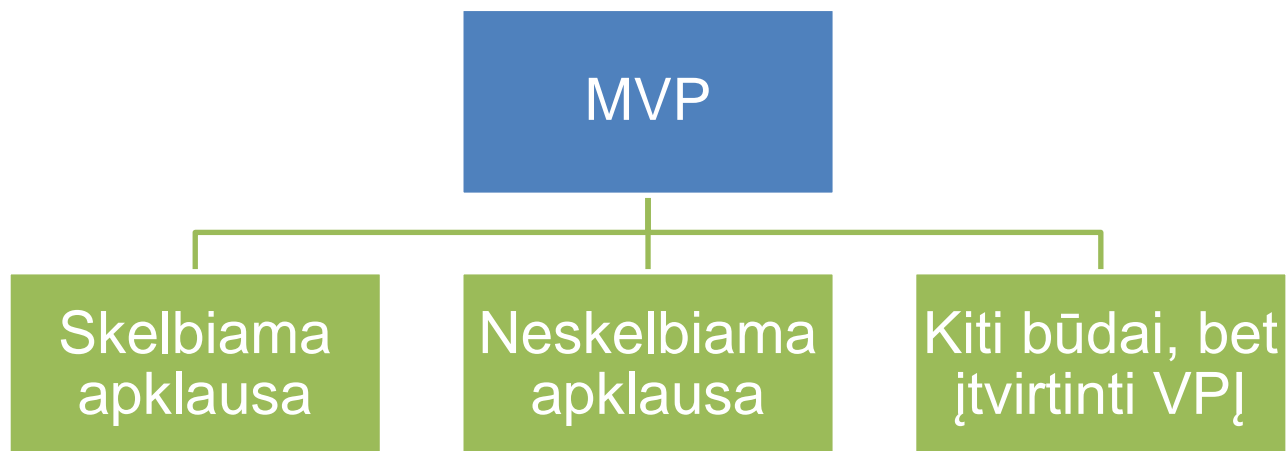 MVP
Skelbiama
apklausa
Neskelbiama
apklausa
Kiti būdai, bet
įtvirtinti VPĮ